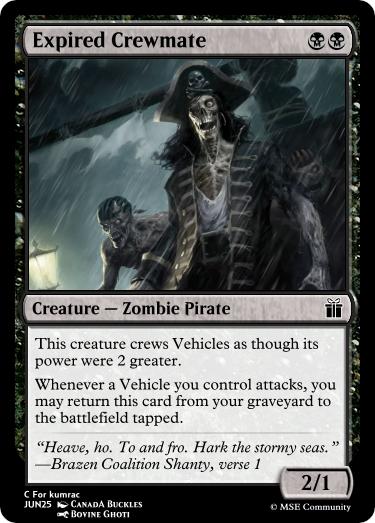 Expired Crewmate
Creature — Zombie Pirate
This creature crews Vehicles as though its
power were 2 greater.
Whenever a Vehicle you control attacks, you
may return this card from your graveyard to
the battlefield tapped.
“Heave, ho. To and fro. Hark the stormy seas.”
—Brazen Coalition Shanty, verse 1
2/1
C For kumrac
JUN25 CanadA Buckles
Bovine Ghoti
© MSE Community